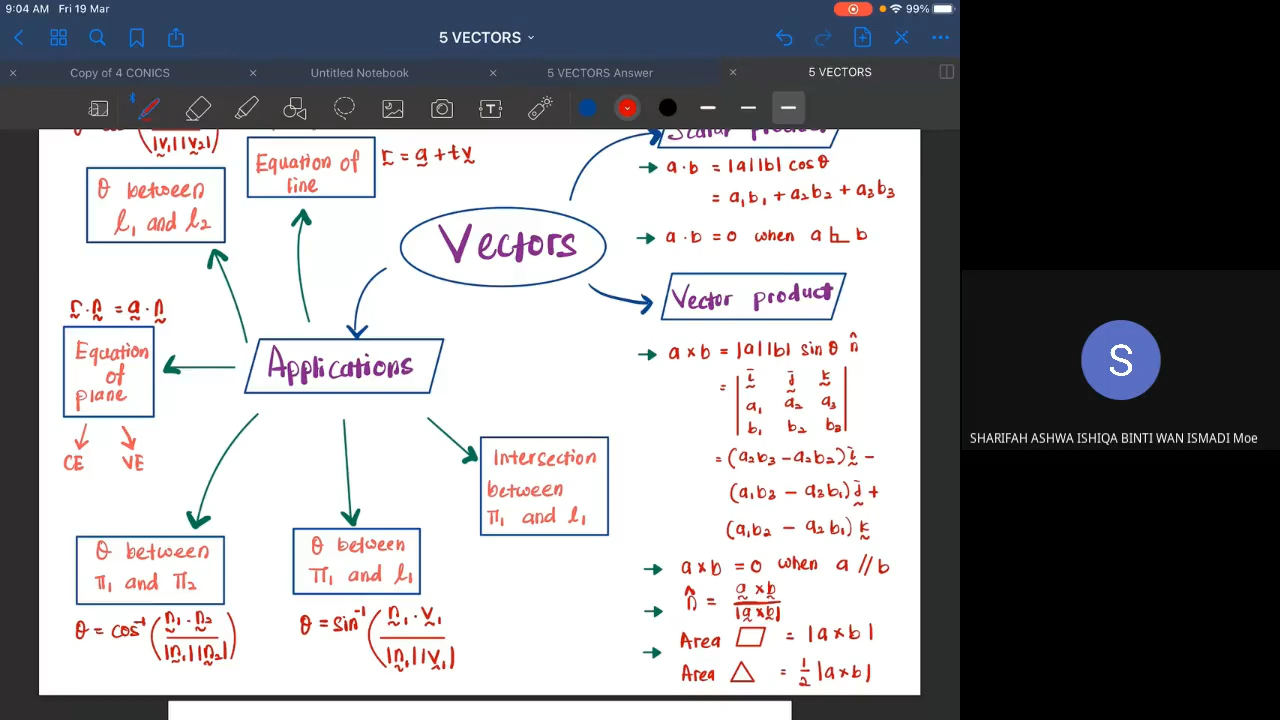 9:04 AM Fri 19 Mar
99%
5 VECTORS
Copy of 4 CONICS
Untitled Notebook
5 VECTORS Answer
5 VECTORS
|v₁||v₂|
Equation of
line
r = a + tv
θ between
l₁ and l₂
Vectors
Scalar product
→ a·b = |a||b| cosθ
= a₁b₁ + a₂b₂ + a₃b₃
→ a·b = 0 when a ⊥ b
Vector product
r·n = a·n
Equation
of
plane
CE VE
Applications
→ a×b = |a||b| sin θ n̂
= | i j k |
a₁ a₂ a₃
b₁ b₂ b₃
= (a₂b₃ - a₂b₂) i -
(a₁b₃ - a₃b₁) j +
(a₁b₂ - a₂b₁) k
Intersection
between
π₁ and l₁
θ between
π₁ and π₂
θ = cos⁻¹ (n₁·n₂ / |n₁||n₂|)
θ between
π₁ and l₁
θ = sin⁻¹ (n₁·v₁ / |n₁||v₁|)
→ a×b = 0 when a // b
→ n̂ = a×b / |a×b|
→ Area ▱ = |a×b|
Area △ = ½ |a×b|
S
SHARIFAH ASHWA ISHIQA BINTI WAN ISMADI Moe